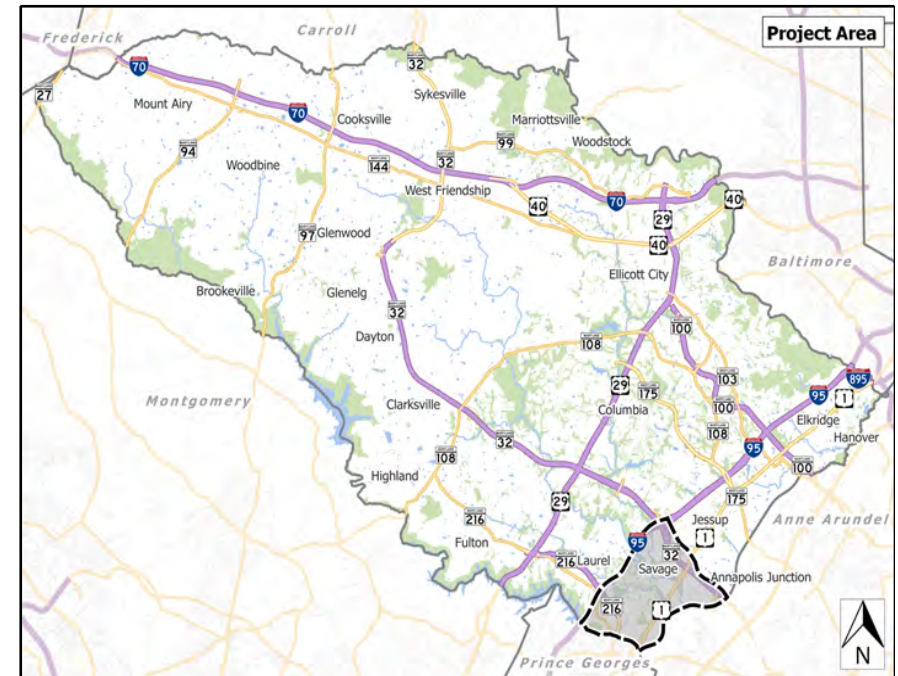 Project Area
Frederick
Carroll
32
70
27
Mount Airy
Sykesville
70
Cooksville
Marriottsville
94
99
Woodstock
Woodbine
144
32
West Friendship
70
40
40
29
97
Glenwood
40
Baltimore
Ellicott City
Brookeville
Glenelg
32
100
Dayton
108
103
895
29
175
95
1
Montgomery
Clarksville
Columbia
100
Elkridge
108
Hanover
32
95
108
100
Highland
175
29
216
Jessup
Anne Arundel
Fulton
95
1
32
216
Laurel
Savage
Annapolis Junction
216
1
N
Prince Georges